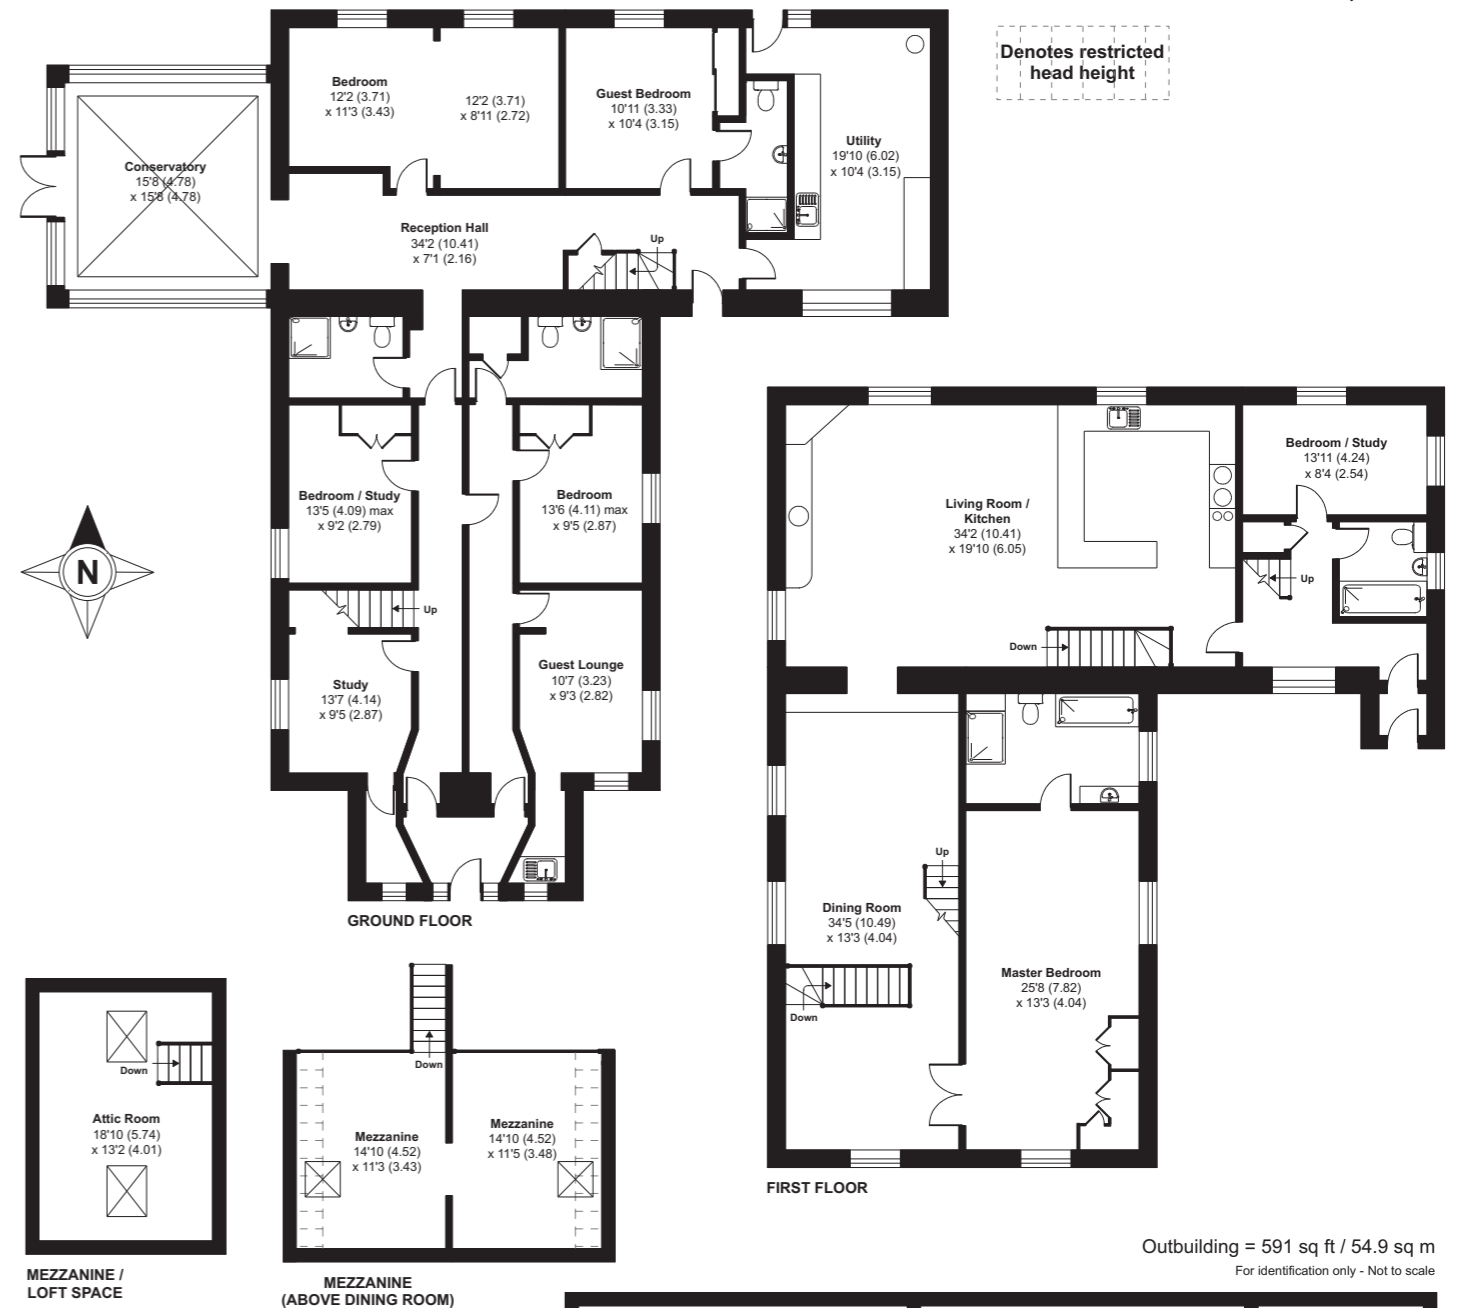 Denotes restricted
head height
Bedroom
12'2 (3.71)
x 11'3 (3.43)
12'2 (3.71)
x 8'11 (2.72)
Guest Bedroom
10'11 (3.33)
x 10'4 (3.15)
Utility
19'10 (6.02)
x 10'4 (3.15)
Conservatory
15'8 (4.78)
x 15'8 (4.78)
Reception Hall
34'2 (10.41)
x 7'1 (2.16)
Up
Bedroom / Study
13'5 (4.09) max
x 9'2 (2.79)
Bedroom
13'6 (4.11) max
x 9'5 (2.87)
N
Up
Study
13'7 (4.14)
x 9'5 (2.87)
Guest Lounge
10'7 (3.23)
x 9'3 (2.82)
GROUND FLOOR
Living Room /
Kitchen
34'2 (10.41)
x 19'10 (6.05)
Bedroom / Study
13'11 (4.24)
x 8'4 (2.54)
Up
Down
Up
Dining Room
34'5 (10.49)
x 13'3 (4.04)
Down
Master Bedroom
25'8 (7.82)
x 13'3 (4.04)
FIRST FLOOR
Down
Attic Room
18'10 (5.74)
x 13'2 (4.01)
MEZZANINE /
LOFT SPACE
Down
Mezzanine
14'10 (4.52)
x 11'3 (3.43)
Mezzanine
14'10 (4.52)
x 11'5 (3.48)
MEZZANINE
(ABOVE DINING ROOM)
Outbuilding = 591 sq ft / 54.9 sq m
For identification only - Not to scale